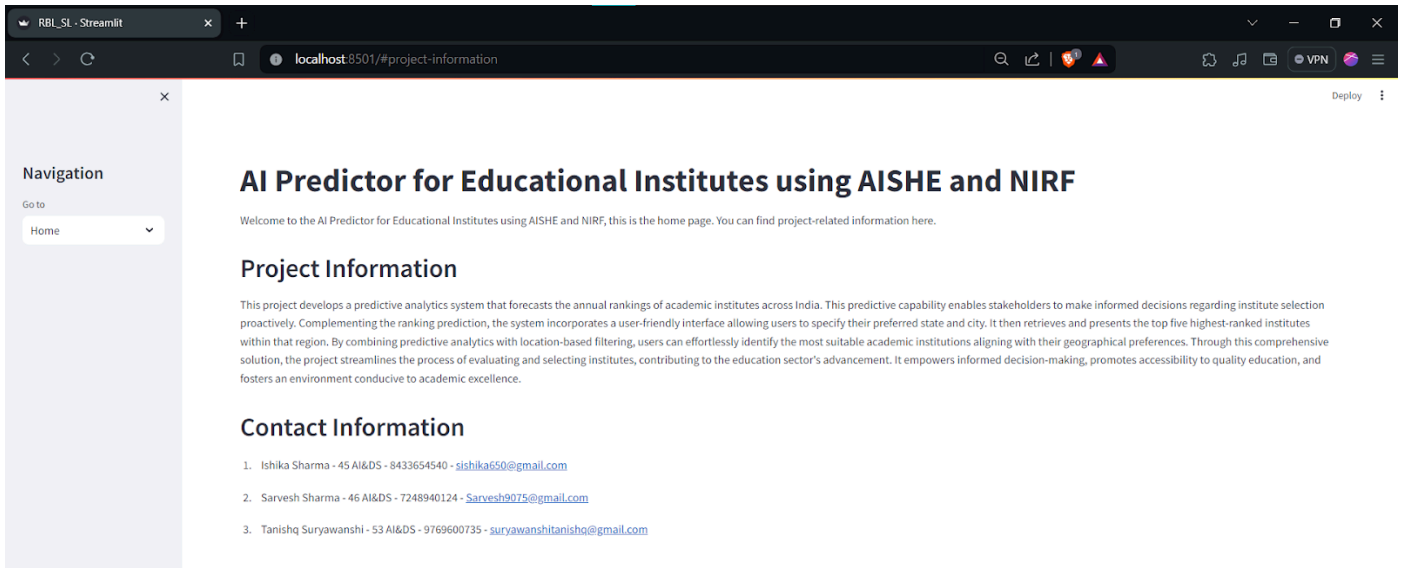 RBL_SL · Streamlit
localhost:8501/#project-information
1
VPN
Deploy
Navigation
Go to
Home
AI Predictor for Educational Institutes using AISHE and NIRF
Welcome to the AI Predictor for Educational Institutes using AISHE and NIRF, this is the home page. You can find project-related information here.
Project Information
This project develops a predictive analytics system that forecasts the annual rankings of academic institutes across India. This predictive capability enables stakeholders to make informed decisions regarding institute selection
proactively. Complementing the ranking prediction, the system incorporates a user-friendly interface allowing users to specify their preferred state and city. It then retrieves and presents the top five highest-ranked institutes
within that region. By combining predictive analytics with location-based filtering, users can effortlessly identify the most suitable academic institutions aligning with their geographical preferences. Through this comprehensive
solution, the project streamlines the process of evaluating and selecting institutes, contributing to the education sector's advancement. It empowers informed decision-making, promotes accessibility to quality education, and
fosters an environment conducive to academic excellence.
Contact Information
1. Ishika Sharma - 45 AI&DS - 8433654540 - sishika650@gmail.com
2. Sarvesh Sharma - 46 AI&DS - 7248940124 - Sarvesh9075@gmail.com
3. Tanishq Suryawanshi - 53 AI&DS - 9769600735 - suryawanshitanishq@gmail.com